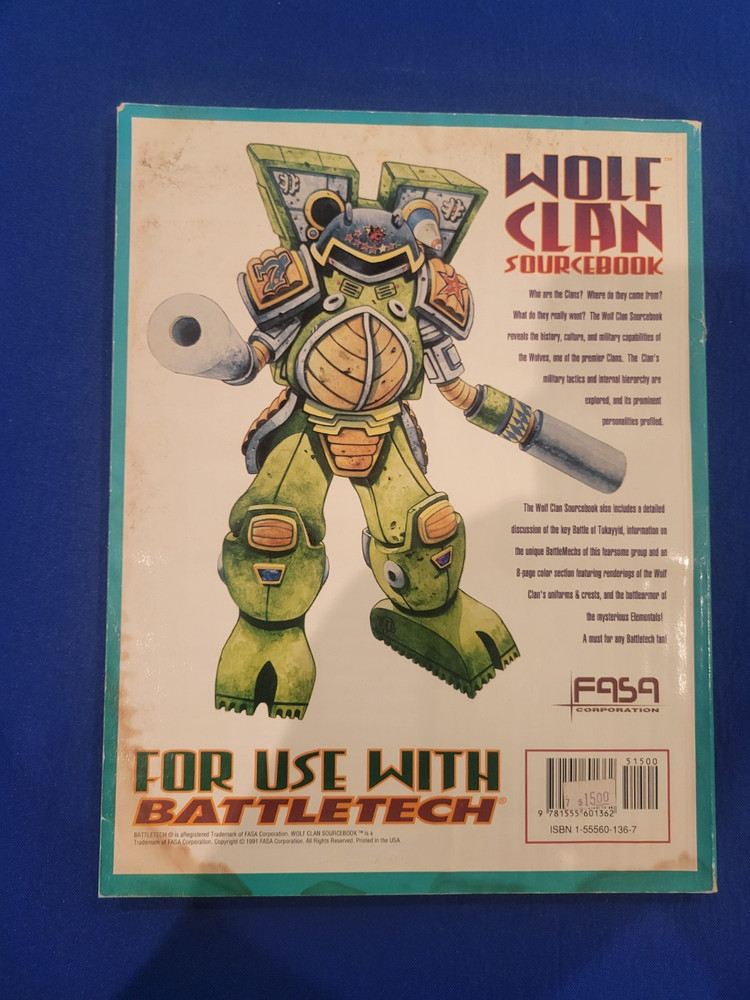 WOLF
CLAN
SOURCEBOOK™
Who are the Clans? Where do they come from?
What do they really want? The Wolf Clan Sourcebook
reveals the history, culture, and military capabilities of
the Wolves, one of the premier Clans. The Clan's
military tactics and internal hierarchy are
explored, and its prominent
personalities profiled.
The Wolf Clan Sourcebook also includes a detailed
discussion of the key Battle of Tukayyid, information on
the unique BattleMechs of this fearsome group and an
8-page color section featuring renderings of the Wolf
Clan's uniforms & crests, and the battlearmor of
the mysterious Elementals!
A must for any Battletech fan!
7
FASA
CORPORATION
FOR USE WITH
BATTLETECH®
BATTLETECH ® is aRegistered Trademark of FASA Corporation. WOLF CLAN SOURCEBOOK ™ is a
Trademark of FASA Corporation. Copyright © 1991 FASA Corporation. All Rights Reserved. Printed in the USA.
51500
7 $15.00
9 781555 601362
ISBN 1-55560-136-7